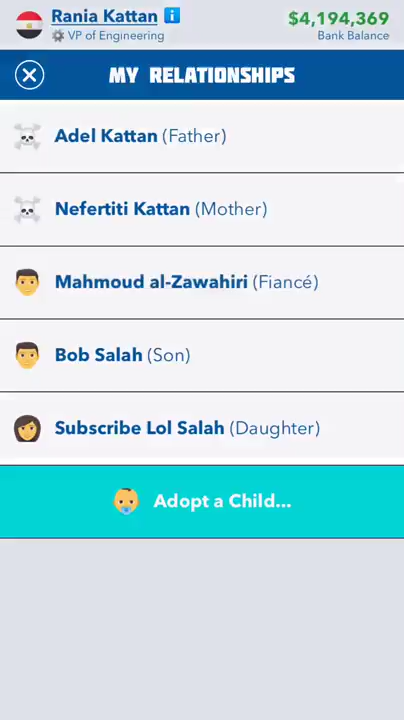 Rania Kattan i
$4,194,369
VP of Engineering
Bank Balance
MY RELATIONSHIPS
Adel Kattan (Father)
Nefertiti Kattan (Mother)
Mahmoud al-Zawahiri (Fiancé)
Bob Salah (Son)
Subscribe Lol Salah (Daughter)
Adopt a Child...